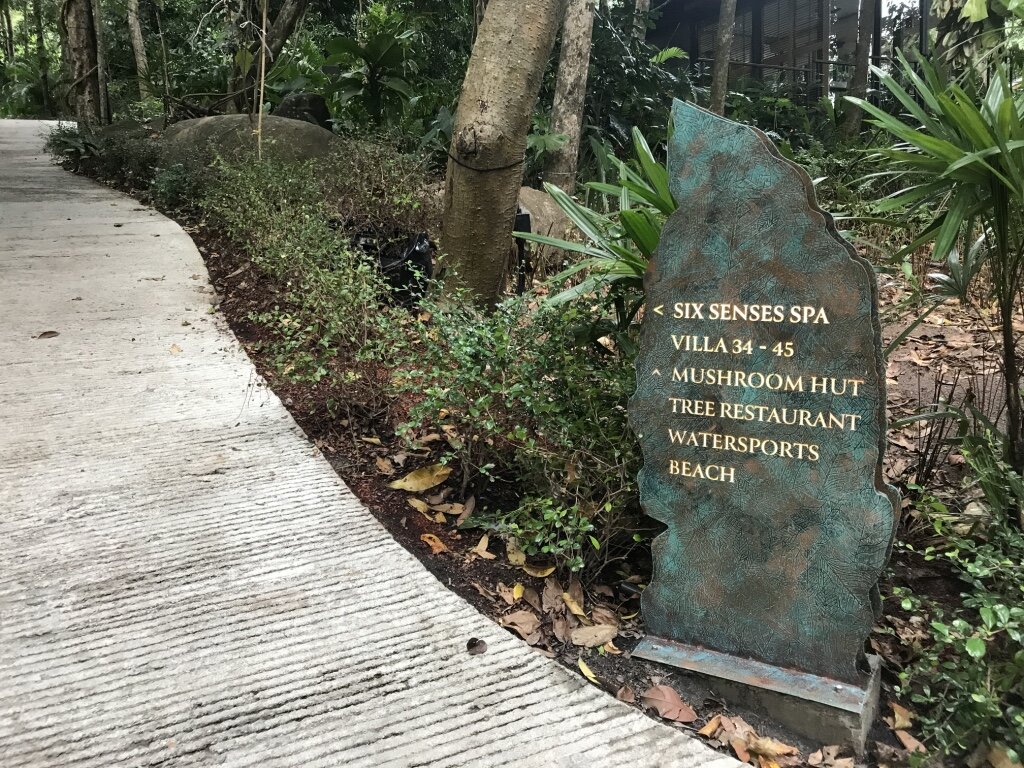 < SIX SENSES SPA
VILLA 34 - 45
^ MUSHROOM HUT
TREE RESTAURANT
WATERSPORTS
BEACH